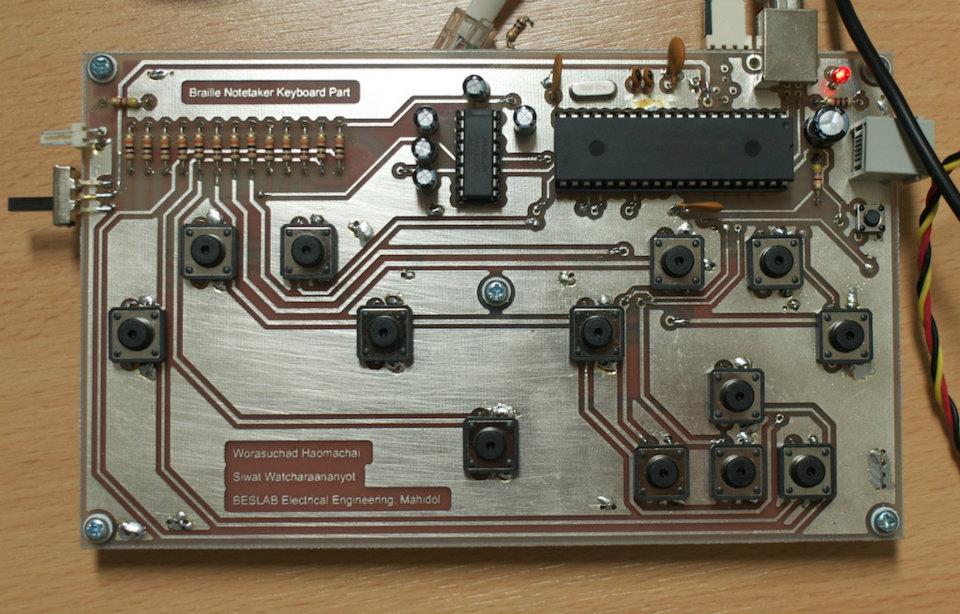 Braille Notetaker Keyboard Part
Worasuchad Haomachai
Siwat Watcharaananyot
BESLAB Electrical Engineering, Mahidol